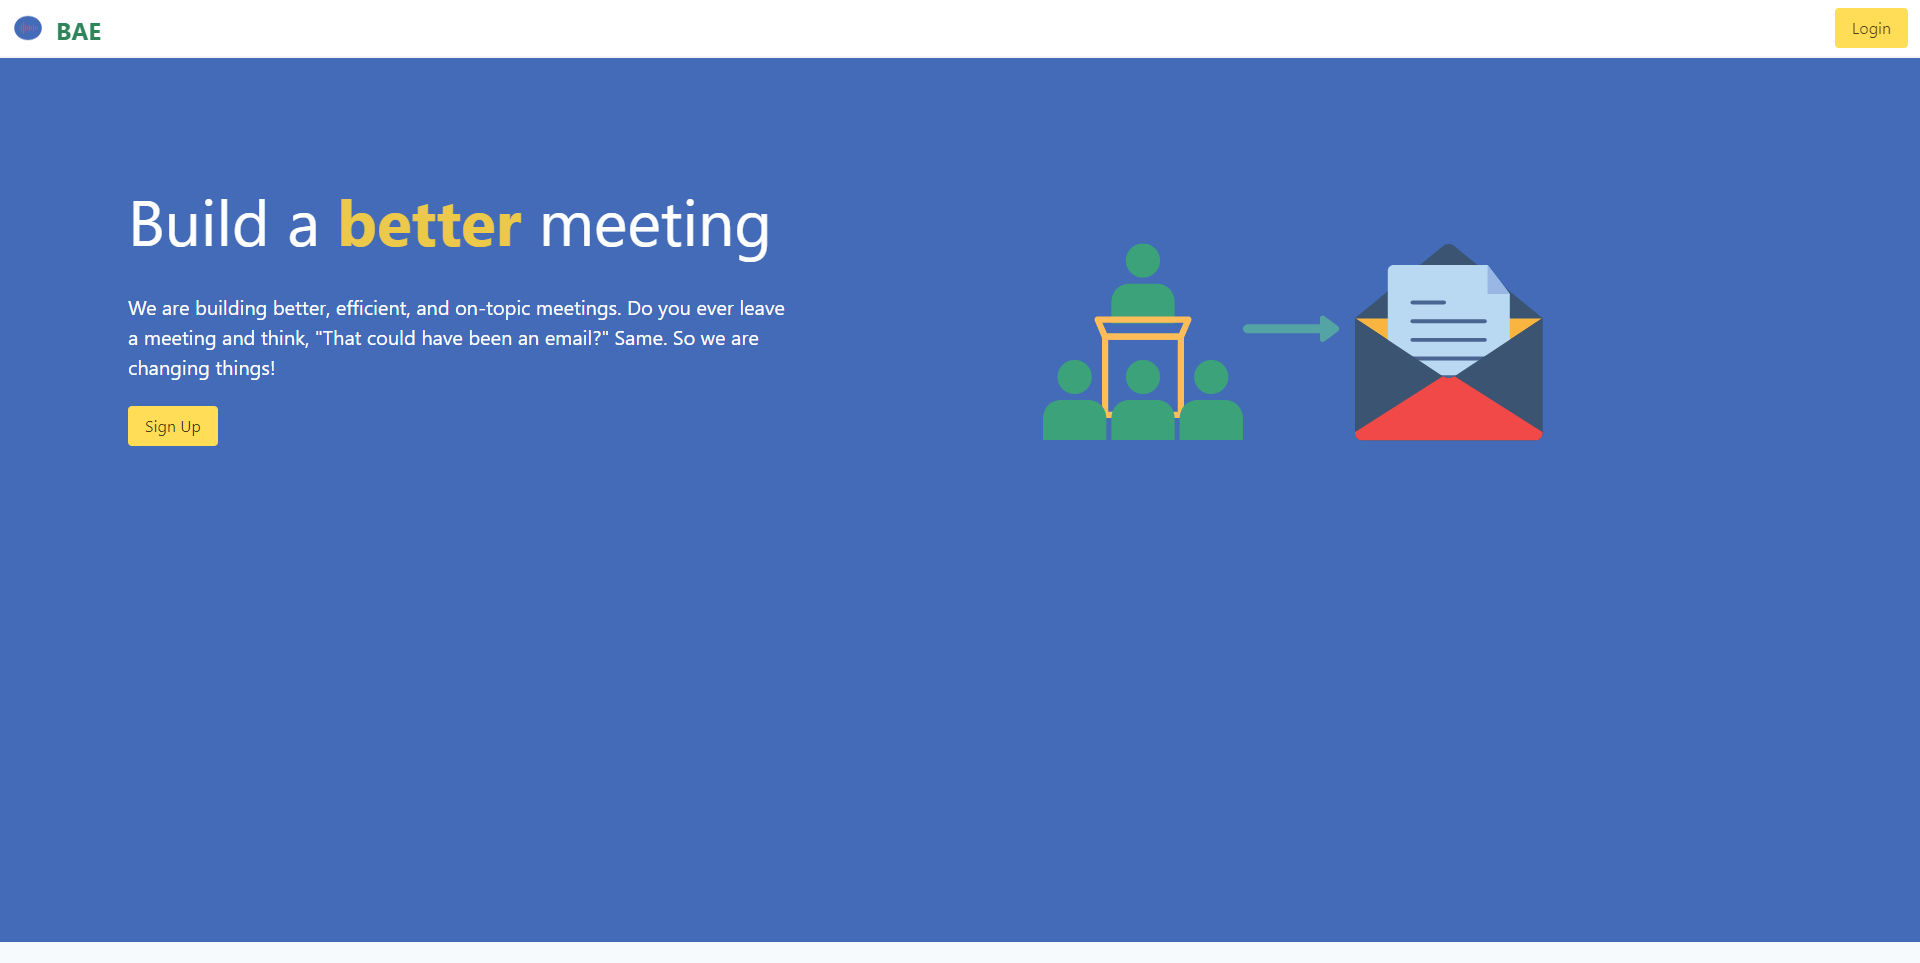 BAE
Login
Build a better meeting
We are building better, efficient, and on-topic meetings. Do you ever leave
a meeting and think, "That could have been an email?" Same. So we are
changing things!
Sign Up